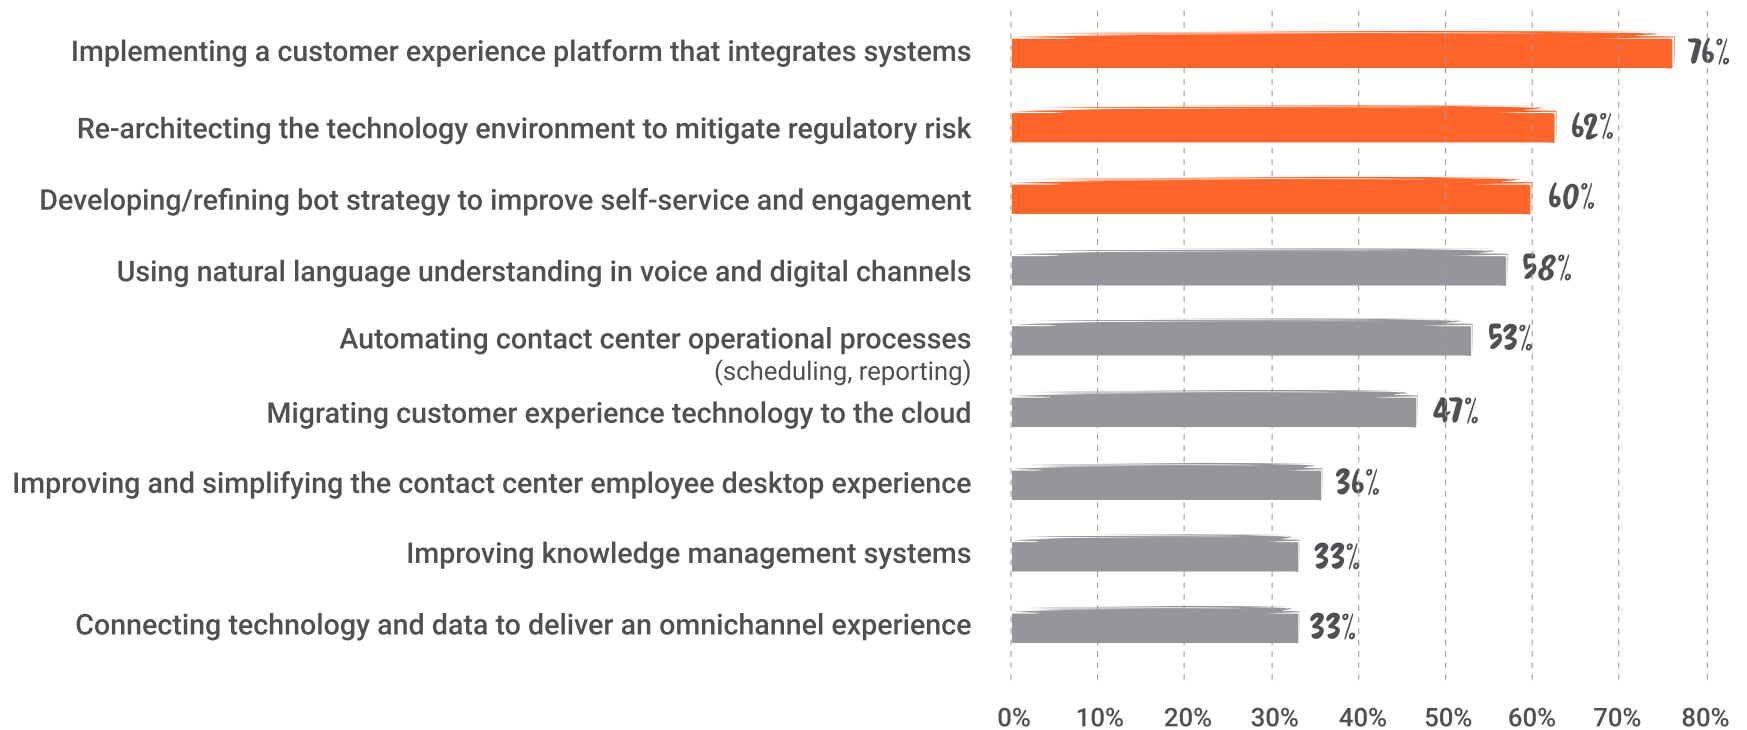 Implementing a customer experience platform that integrates systems 76%
Re-architecting the technology environment to mitigate regulatory risk 62%
Developing/refining bot strategy to improve self-service and engagement 60%
Using natural language understanding in voice and digital channels 58%
Automating contact center operational processes 53%
(scheduling, reporting)
Migrating customer experience technology to the cloud 47%
Improving and simplifying the contact center employee desktop experience 36%
Improving knowledge management systems 33%
Connecting technology and data to deliver an omnichannel experience 33%
0% 10% 20% 30% 40% 50% 60% 70% 80%